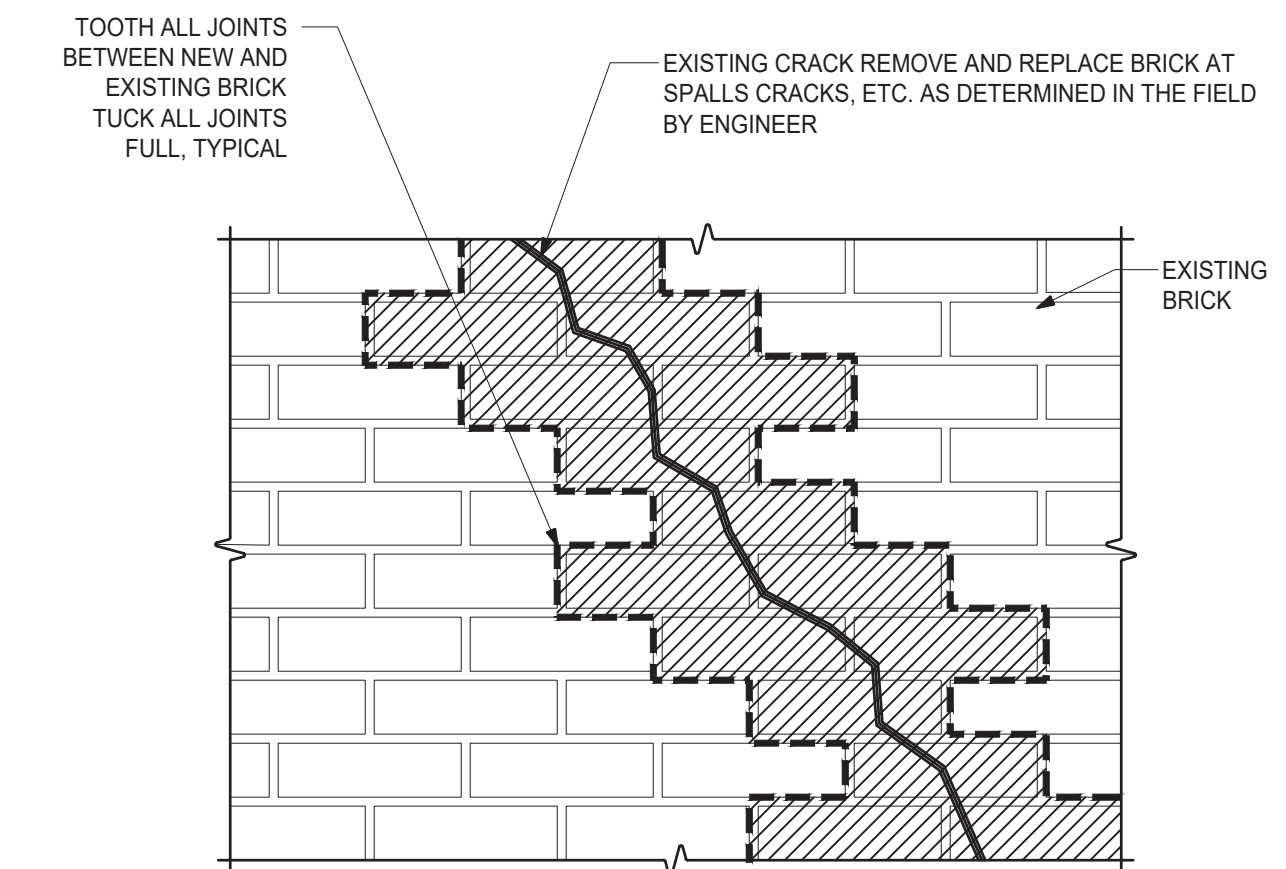 TOOTH ALL JOINTS
BETWEEN NEW AND
EXISTING BRICK
TUCK ALL JOINTS
FULL, TYPICAL
EXISTING CRACK REMOVE AND REPLACE BRICK AT
SPALLS CRACKS, ETC. AS DETERMINED IN THE FIELD
BY ENGINEER
EXISTING
BRICK